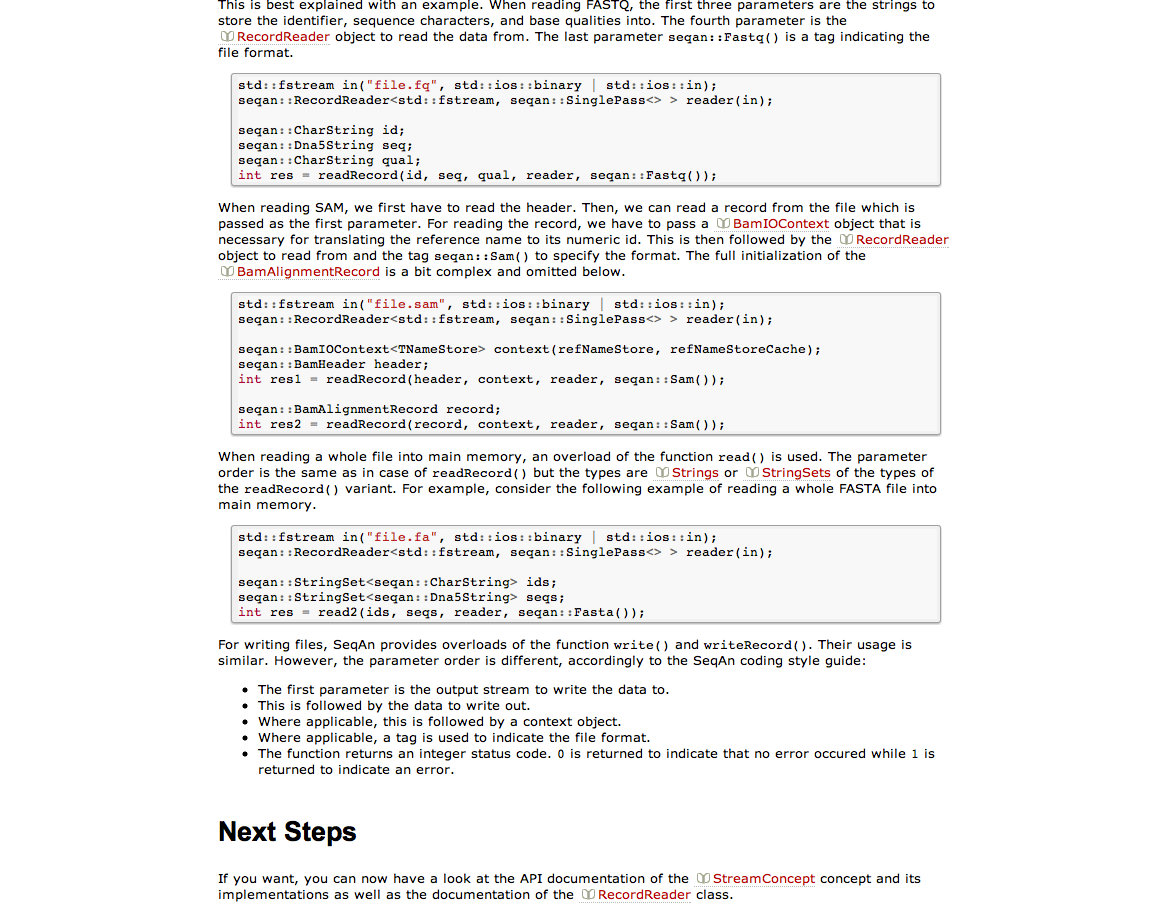 This is best explained with an example. When reading FASTQ, the first three parameters are the strings to
store the identifier, sequence characters, and base qualities into. The fourth parameter is the
RecordReader object to read the data from. The last parameter seqan::Fastq() is a tag indicating the
file format.
std::fstream in("file.fq", std::ios::binary | std::ios::in);
seqan::RecordReader<std::fstream, seqan::SinglePass<> > reader(in);
seqan::CharString id;
seqan::Dna5String seq;
seqan::CharString qual;
int res = readRecord(id, seq, qual, reader, seqan::Fastq());
When reading SAM, we first have to read the header. Then, we can read a record from the file which is
passed as the first parameter. For reading the record, we have to pass a BamIOContext object that is
necessary for translating the reference name to its numeric id. This is then followed by the RecordReader
object to read from and the tag seqan::Sam() to specify the format. The full initialization of the
BamAlignmentRecord is a bit complex and omitted below.
std::fstream in("file.sam", std::ios::binary | std::ios::in);
seqan::RecordReader<std::fstream, seqan::SinglePass<> > reader(in);
seqan::BamIOContext<TNameStore> context(refNameStore, refNameStoreCache);
seqan::BamHeader header;
int res1 = readRecord(header, context, reader, seqan::Sam());
seqan::BamAlignmentRecord record;
int res2 = readRecord(record, context, reader, seqan::Sam());
When reading a whole file into main memory, an overload of the function read() is used. The parameter
order is the same as in case of readRecord() but the types are Strings or StringSets of the types of
the readRecord() variant. For example, consider the following example of reading a whole FASTA file into
main memory.
std::fstream in("file.fa", std::ios::binary | std::ios::in);
seqan::RecordReader<std::fstream, seqan::SinglePass<> > reader(in);
seqan::StringSet<seqan::CharString> ids;
seqan::StringSet<seqan::Dna5String> seqs;
int res = read2(ids, seqs, reader, seqan::Fasta());
For writing files, SeqAn provides overloads of the function write() and writeRecord(). Their usage is
similar. However, the parameter order is different, accordingly to the SeqAn coding style guide:
• The first parameter is the output stream to write the data to.
• This is followed by the data to write out.
• Where applicable, this is followed by a context object.
• Where applicable, a tag is used to indicate the file format.
• The function returns an integer status code. 0 is returned to indicate that no error occured while 1 is
returned to indicate an error.
Next Steps
If you want, you can now have a look at the API documentation of the StreamConcept concept and its
implementations as well as the documentation of the RecordReader class.